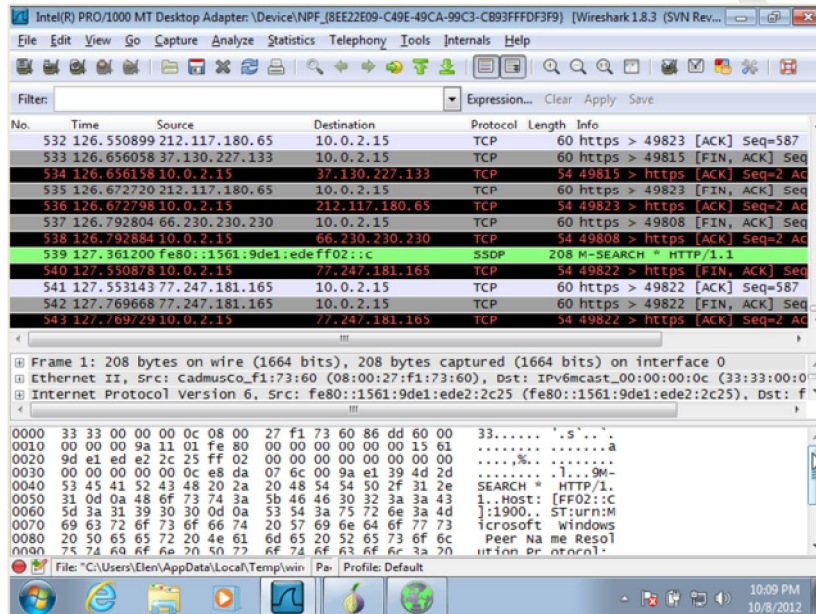 Intel(R) PRO/1000 MT Desktop Adapter: \Device\NPF_{8EE22E09-C49E-49CA-99C3-CB93FFFDF3F9} [Wireshark 1.8.3 (SVN Rev...
File Edit View Go Capture Analyze Statistics Telephony Tools Internals Help
Filter: Expression... Clear Apply Save
No. Time Source Destination Protocol Length Info
532 126.550899 212.117.180.65 10.0.2.15 TCP 60 https > 49823 [ACK] Seq=587
533 126.656058 37.130.227.133 10.0.2.15 TCP 60 https > 49815 [FIN, ACK] Seq
534 126.656158 10.0.2.15 37.130.227.133 TCP 54 49815 > https [ACK] Seq=2 Ac
535 126.672720 212.117.180.65 10.0.2.15 TCP 60 https > 49823 [FIN, ACK] Seq
536 126.672798 10.0.2.15 212.117.180.65 TCP 54 49823 > https [ACK] Seq=2 Ac
537 126.792804 66.230.230.230 10.0.2.15 TCP 60 https > 49808 [FIN, ACK] Seq
538 126.792884 10.0.2.15 66.230.230.230 TCP 54 49808 > https [ACK] Seq=2 Ac
539 127.361200 fe80::1561:9de1:ede ff02::c SSDP 208 M-SEARCH * HTTP/1.1
540 127.550878 10.0.2.15 77.247.181.165 TCP 54 49822 > https [FIN, ACK] Seq
541 127.553143 77.247.181.165 10.0.2.15 TCP 60 https > 49822 [ACK] Seq=587
542 127.769668 77.247.181.165 10.0.2.15 TCP 60 https > 49822 [FIN, ACK] Seq
543 127.769729 10.0.2.15 77.247.181.165 TCP 54 49822 > https [ACK] Seq=2 Ac
Frame 1: 208 bytes on wire (1664 bits), 208 bytes captured (1664 bits) on interface 0
Ethernet II, Src: CadmusCo_f1:73:60 (08:00:27:f1:73:60), Dst: IPv6mcast_00:00:00:0c (33:33:00:0
Internet Protocol Version 6, Src: fe80::1561:9de1:ede2:2c25 (fe80::1561:9de1:ede2:2c25), Dst: f
0000 33 33 00 00 00 0c 08 00 27 f1 73 60 86 dd 60 00 33...... '.s`..`.
0010 00 00 00 9a 11 01 fe 80 00 00 00 00 00 00 15 61 ........ .......a
0020 9d e1 ed e2 2c 25 ff 02 00 00 00 00 00 00 00 00 ....,%.. ........
0030 00 00 00 00 00 0c e8 da 07 6c 00 9a e1 39 4d 2d ........ .l...9M-
0040 53 45 41 52 43 48 20 2a 20 48 54 54 50 2f 31 2e SEARCH * HTTP/1.
0050 31 0d 0a 48 6f 73 74 3a 5b 46 46 30 32 3a 3a 43 1..Host: [FF02::C
0060 5d 3a 31 39 30 30 0d 0a 53 54 3a 75 72 6e 3a 4d ]:1900.. ST:urn:M
0070 69 63 72 6f 73 6f 66 74 20 57 69 6e 64 6f 77 73 icrosoft Windows
0080 20 50 65 65 72 20 4e 61 6d 65 20 52 65 73 6f 6c Peer Na me Resol
0090 75 74 69 6f 6e 20 50 72 6f 74 6f 63 6f 6c 3a 20 ution Pr otocol:
File: "C:\Users\Elen\AppData\Local\Temp\wir Pa Profile: Default
10:09 PM
10/8/2012